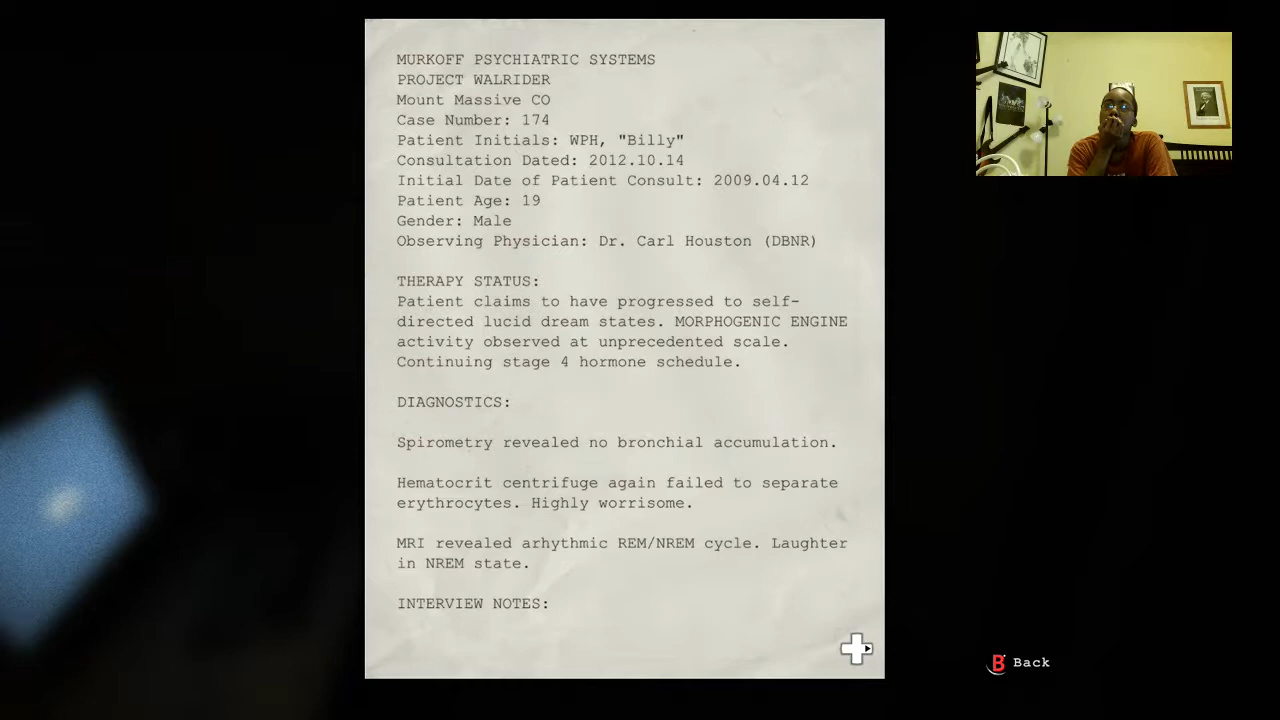 MURKOFF PSYCHIATRIC SYSTEMS
PROJECT WALRIDER
Mount Massive CO
Case Number: 174
Patient Initials: WPH, "Billy"
Consultation Dated: 2012.10.14
Initial Date of Patient Consult: 2009.04.12
Patient Age: 19
Gender: Male
Observing Physician: Dr. Carl Houston (DBNR)
THERAPY STATUS:
Patient claims to have progressed to self-
directed lucid dream states. MORPHOGENIC ENGINE
activity observed at unprecedented scale.
Continuing stage 4 hormone schedule.
DIAGNOSTICS:
Spirometry revealed no bronchial accumulation.
Hematocrit centrifuge again failed to separate
erythrocytes. Highly worrisome.
MRI revealed arhythmic REM/NREM cycle. Laughter
in NREM state.
INTERVIEW NOTES:
B Back